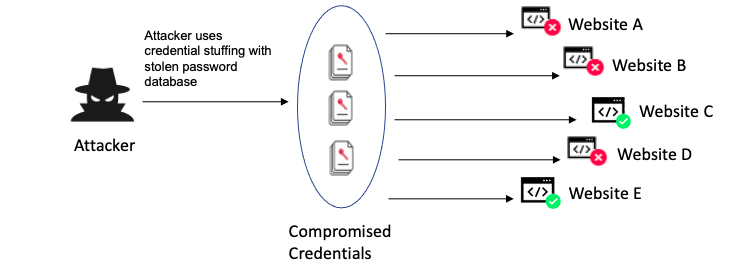 Attacker uses
credential stuffing with
stolen password
database
Attacker
Compromised
Credentials
</> Website A
</> Website B
</> Website C
</> Website D
</> Website E